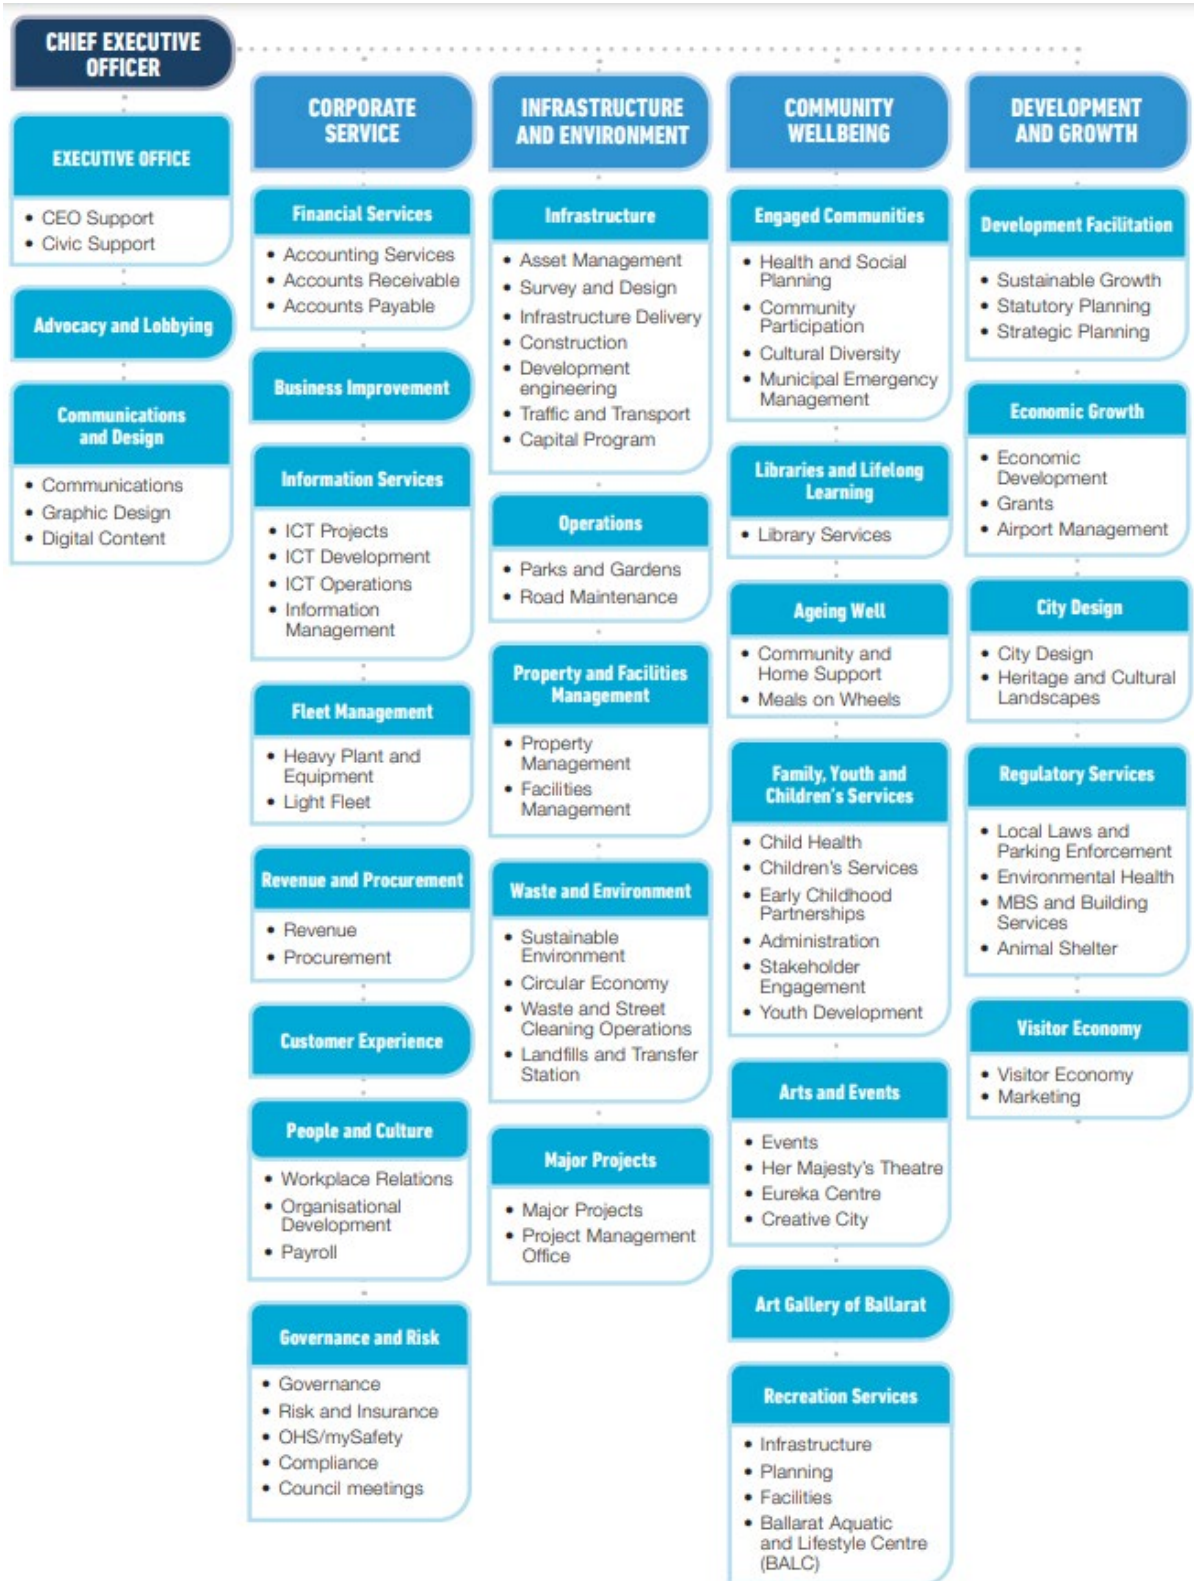 CHIEF EXECUTIVE
OFFICER
EXECUTIVE OFFICE
• CEO Support
• Civic Support
Advocacy and Lobbying
Communications
and Design
• Communications
• Graphic Design
• Digital Content
CORPORATE
SERVICE
Financial Services
• Accounting Services
• Accounts Receivable
• Accounts Payable
Business Improvement
Information Services
• ICT Projects
• ICT Development
• ICT Operations
• Information
Management
Fleet Management
• Heavy Plant and
Equipment
• Light Fleet
Revenue and Procurement
• Revenue
• Procurement
Customer Experience
People and Culture
• Workplace Relations
• Organisational
Development
• Payroll
Governance and Risk
• Governance
• Risk and Insurance
• OHS/mySafety
• Compliance
• Council meetings
INFRASTRUCTURE
AND ENVIRONMENT
Infrastructure
• Asset Management
• Survey and Design
• Infrastructure Delivery
• Construction
• Development
engineering
• Traffic and Transport
• Capital Program
Operations
• Parks and Gardens
• Road Maintenance
Property and Facilities
Management
• Property
Management
• Facilities
Management
Waste and Environment
• Sustainable
Environment
• Circular Economy
• Waste and Street
Cleaning Operations
• Landfills and Transfer
Station
Major Projects
• Major Projects
• Project Management
Office
COMMUNITY
WELLBEING
Engaged Communities
• Health and Social
Planning
• Community
Participation
• Cultural Diversity
• Municipal Emergency
Management
Libraries and Lifelong
Learning
• Library Services
Ageing Well
• Community and
Home Support
• Meals on Wheels
Family, Youth and
Children's Services
• Child Health
• Children's Services
• Early Childhood
Partnerships
• Administration
• Stakeholder
Engagement
• Youth Development
Arts and Events
• Events
• Her Majesty's Theatre
• Eureka Centre
• Creative City
Art Gallery of Ballarat
Recreation Services
• Infrastructure
• Planning
• Facilities
• Ballarat Aquatic
and Lifestyle Centre
(BALC)
DEVELOPMENT
AND GROWTH
Development Facilitation
• Sustainable Growth
• Statutory Planning
• Strategic Planning
Economic Growth
• Economic
Development
• Grants
• Airport Management
City Design
• City Design
• Heritage and Cultural
Landscapes
Regulatory Services
• Local Laws and
Parking Enforcement
• Environmental Health
• MBS and Building
Services
• Animal Shelter
Visitor Economy
• Visitor Economy
• Marketing